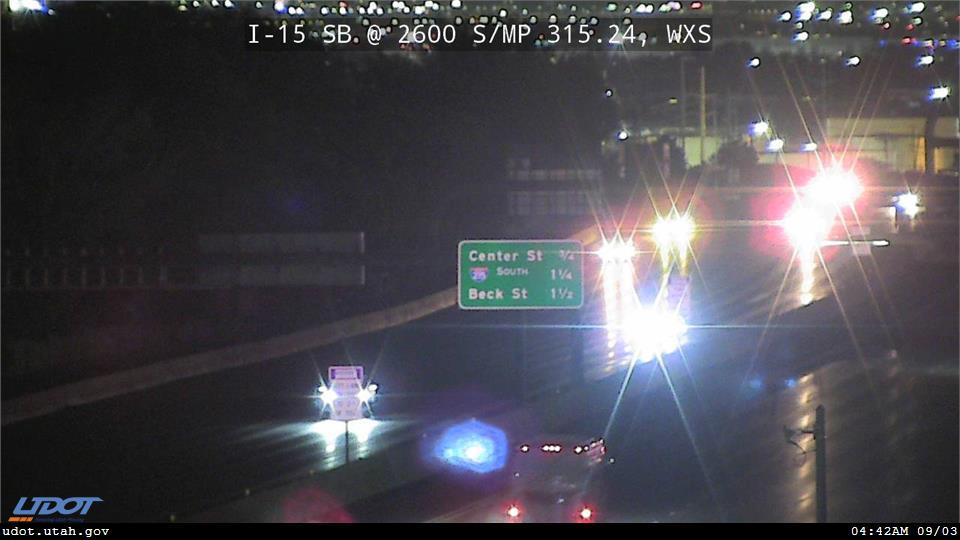 I-15 SB @ 2600 S/MP 315.24, WXS
Center St ¾
215 SOUTH 1¼
Beck St 1½
UDOT
udot.utah.gov
04:42AM 09/03